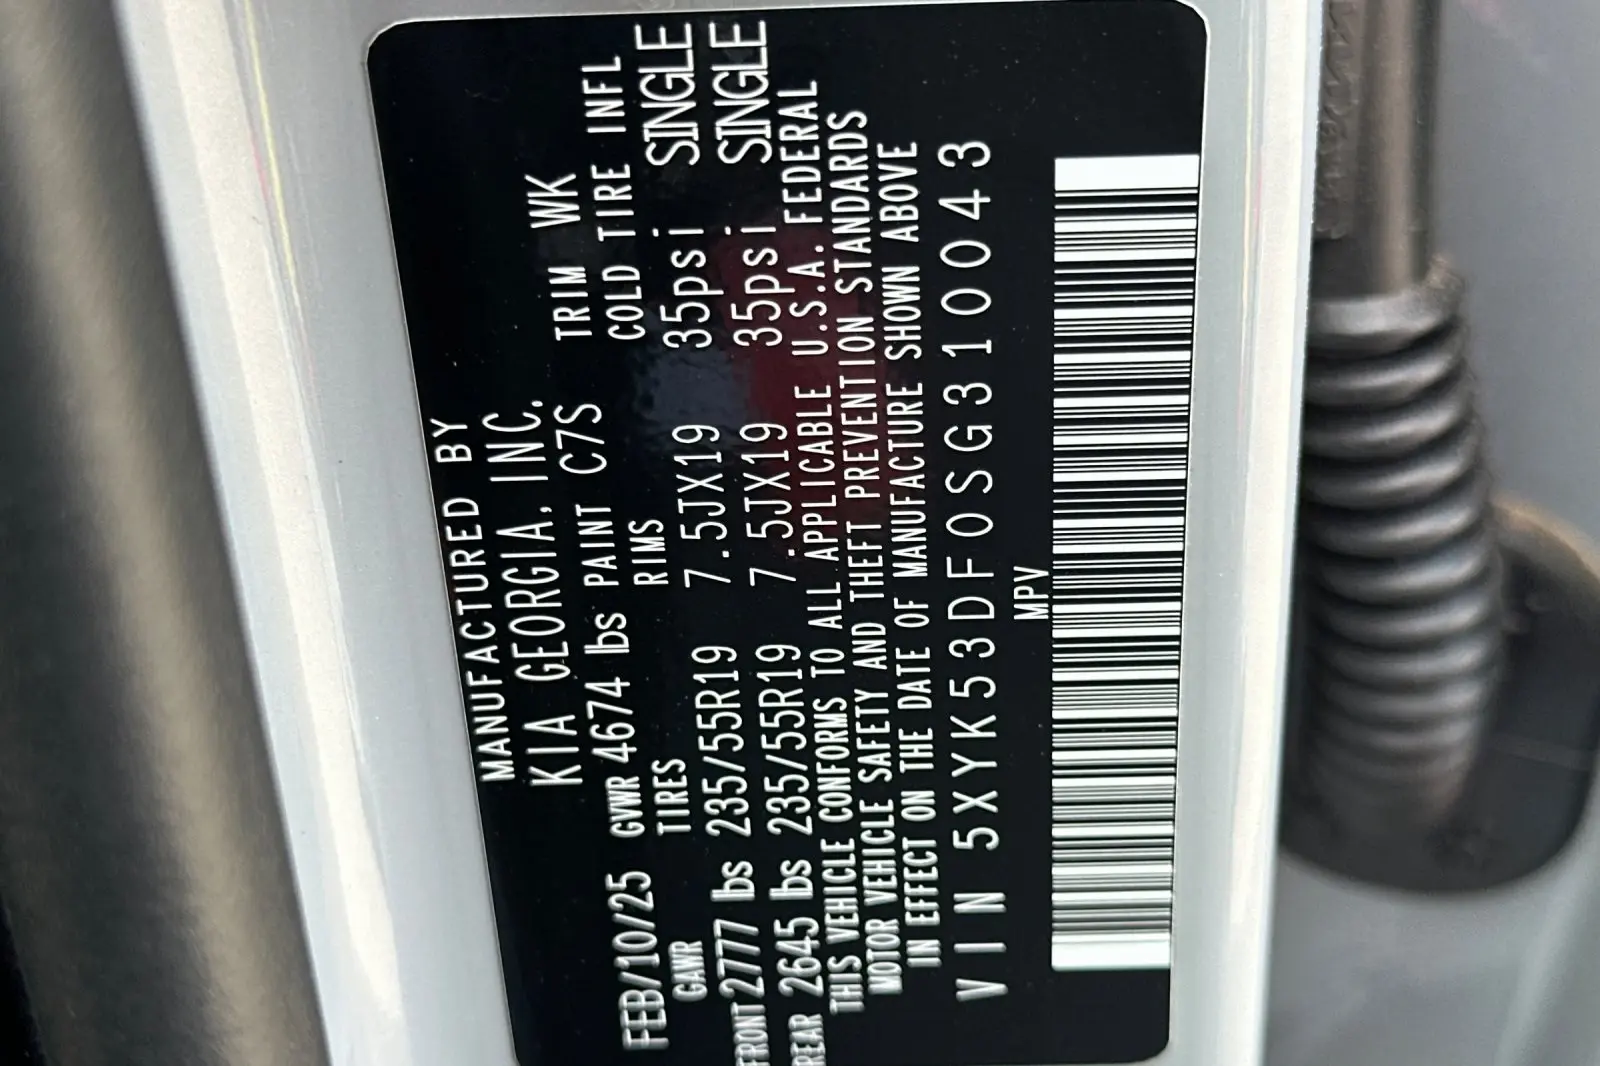 MANUFACTURED BY
KIA GEORGIA, INC.
FEB/10/25 GVWR 4674 lbs PAINT C7S TRIM WK
GAWR TIRES RIMS COLD TIRE INFL
FRONT 2777 lbs 235/55R19 7.5JX19 35psi SINGLE
REAR 2645 lbs 235/55R19 7.5JX19 35psi SINGLE
THIS VEHICLE CONFORMS TO ALL APPLICABLE U.S.A. FEDERAL
MOTOR VEHICLE SAFETY AND THEFT PREVENTION STANDARDS
IN EFFECT ON THE DATE OF MANUFACTURE SHOWN ABOVE
VIN 5XYK53DF0SG310043
MPV